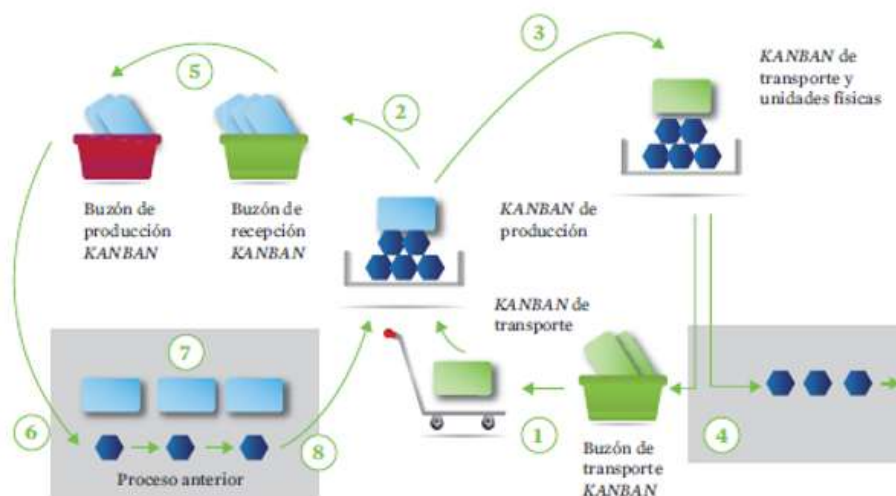 3
KANBAN de
transporte y
unidades físicas
5
2
Buzón de
producción
KANBAN
Buzón de
recepción
KANBAN
KANBAN de
producción
KANBAN de
transporte
7
6
8
1
4
Proceso anterior
Buzón de
transporte
KANBAN